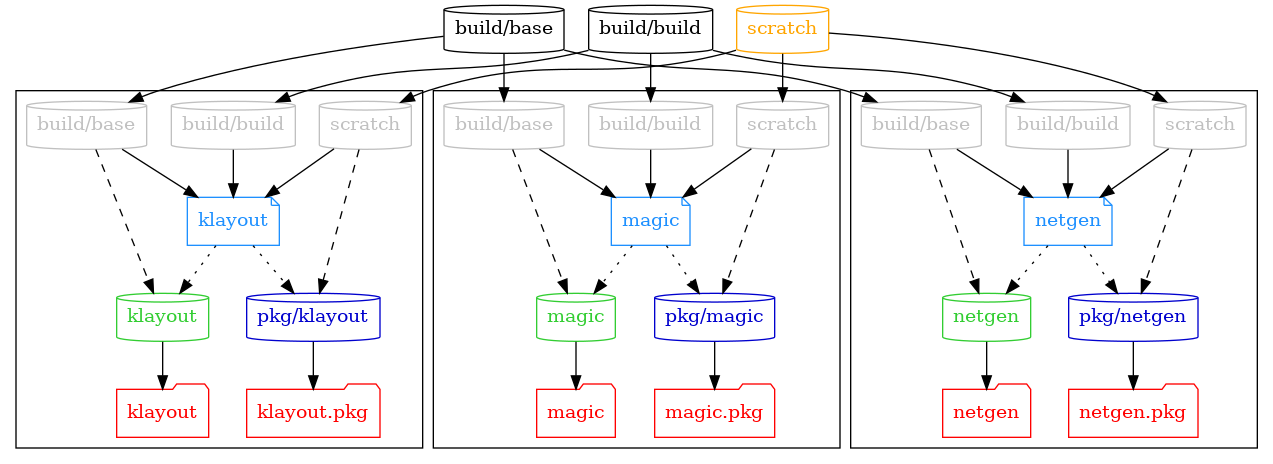 build/base
build/build
scratch
build/base
build/build
scratch
build/base
build/build
scratch
build/base
build/build
scratch
klayout
magic
netgen
klayout
pkg/klayout
magic
pkg/magic
netgen
pkg/netgen
klayout
klayout.pkg
magic
magic.pkg
netgen
netgen.pkg